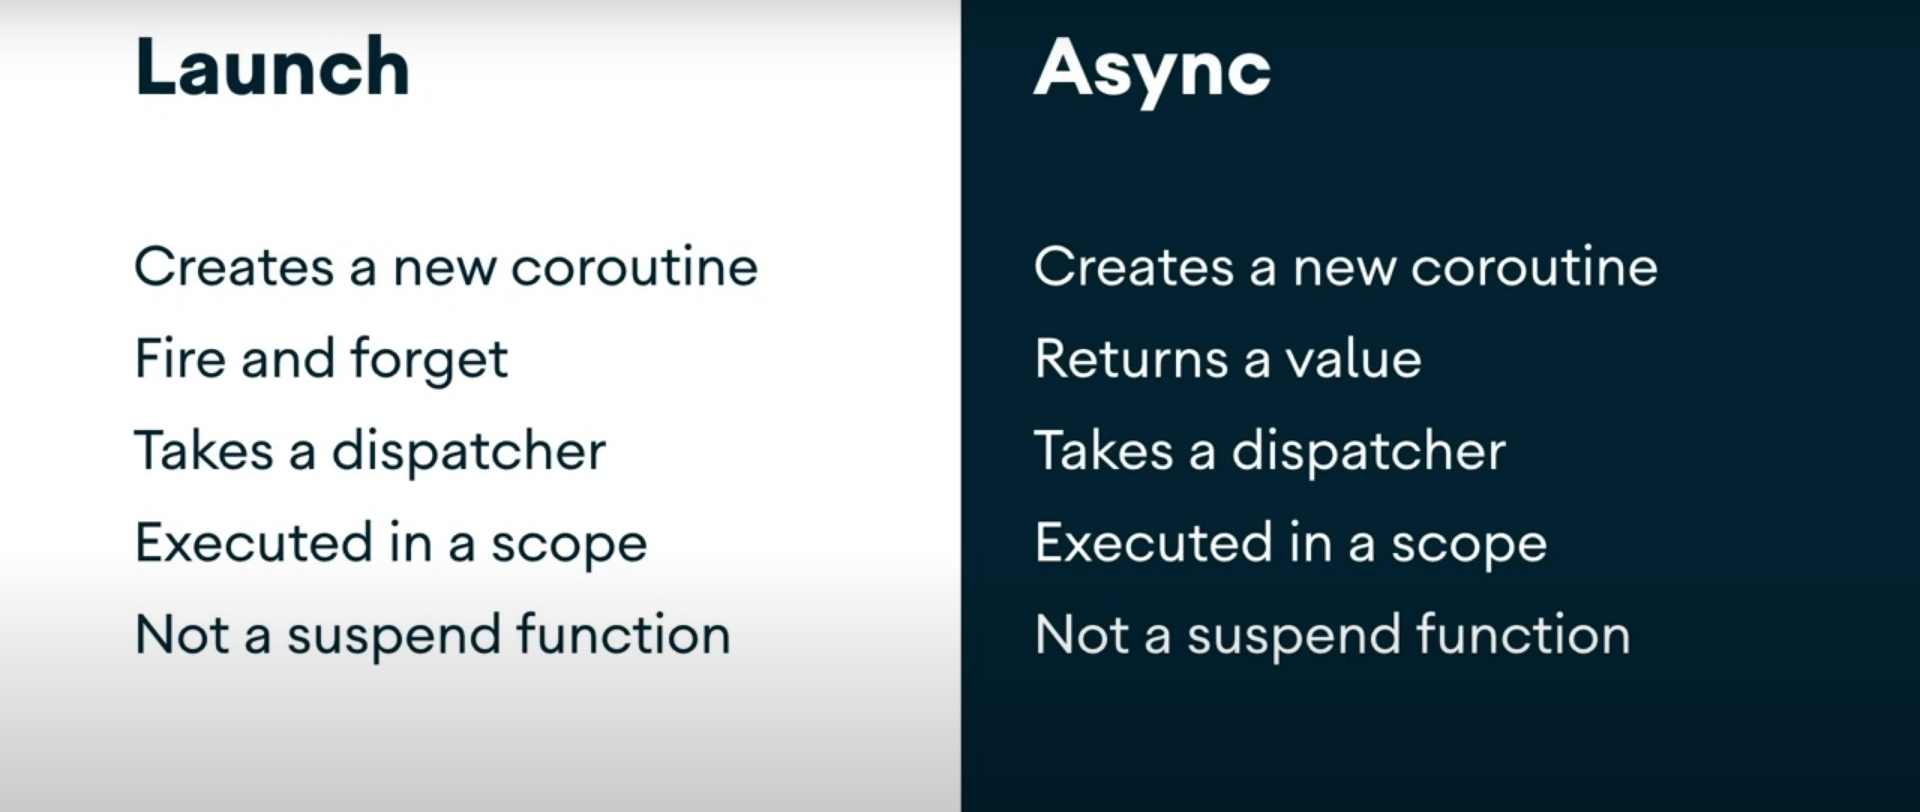 Launch
Creates a new coroutine
Fire and forget
Takes a dispatcher
Executed in a scope
Not a suspend function
Async
Creates a new coroutine
Returns a value
Takes a dispatcher
Executed in a scope
Not a suspend function